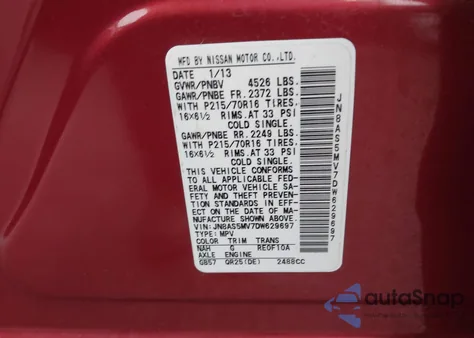 MFD BY NISSAN MOTOR CO.,LTD.
DATE 1/13
GVWR/PNBV 4526 LBS.
GAWR/PNBE FR. 2372 LBS.
WITH P215/70R16 TIRES,
16X6½ RIMS.AT 33 PSI
COLD SINGLE.
GAWR/PNBE RR. 2249 LBS.
WITH P215/70R16 TIRES,
16X6½ RIMS.AT 33 PSI
COLD SINGLE.
THIS VEHICLE CONFORMS
TO ALL APPLICABLE FED-
ERAL MOTOR VEHICLE SA-
FETY AND THEFT PREVEN-
TION STANDARDS IN EFF-
ECT ON THE DATE OF MA-
NUFACTURE SHOWN ABOVE.
VIN:JN8AS5MV7DW629697
TYPE: MPV
COLOR TRIM TRANS
NAH G RE0F10A
AXLE ENGINE
GB57 QR25(DE) 2488CC
JN8AS5MV7DW629697
autoSnap